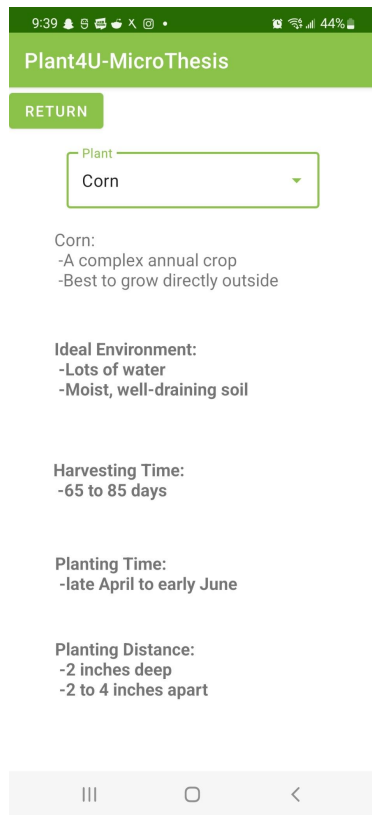 9:39
44%
Plant4U-MicroThesis
RETURN
Plant
Corn
Corn:
-A complex annual crop
-Best to grow directly outside
Ideal Environment:
-Lots of water
-Moist, well-draining soil
Harvesting Time:
-65 to 85 days
Planting Time:
-late April to early June
Planting Distance:
-2 inches deep
-2 to 4 inches apart